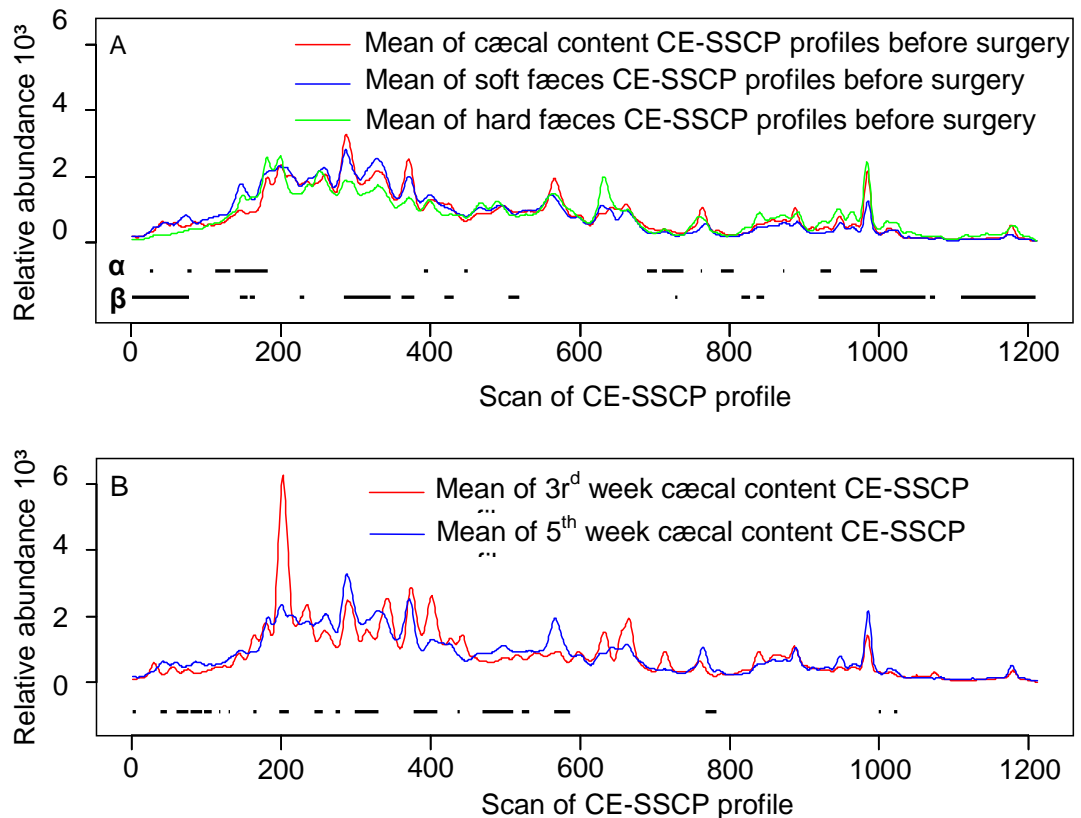 A
Mean of cæcal content CE-SSCP profiles before surgery
Mean of soft fæces CE-SSCP profiles before surgery
Mean of hard fæces CE-SSCP profiles before surgery
Relative abundance 10³
6
4
2
0
α
β
0 200 400 600 800 1000 1200
Scan of CE-SSCP profile
B
Mean of 3rd week cæcal content CE-SSCP
Mean of 5th week cæcal content CE-SSCP
Relative abundance 10³
6
4
2
0
0 200 400 600 800 1000 1200
Scan of CE-SSCP profile